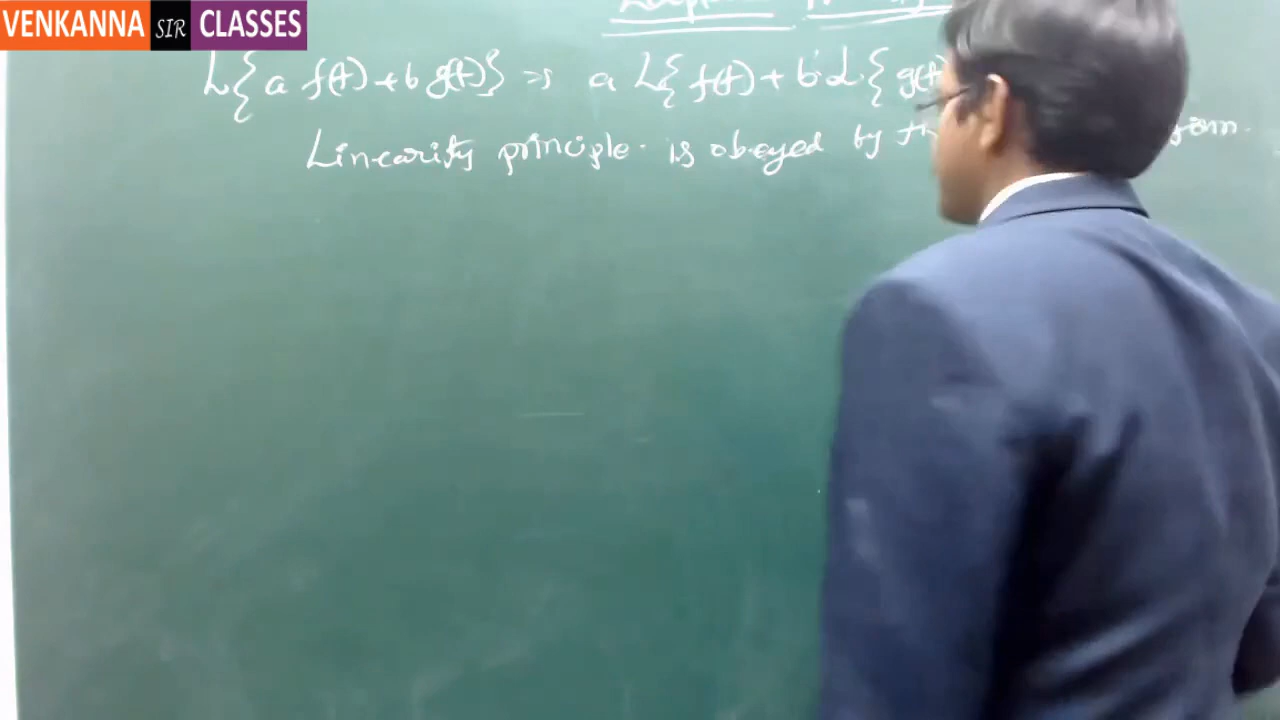 VENKANNA SIR CLASSES
L{a f(t) + b g(t)} => a L{f(t) + b·L{g(t)
Linearity principle. is obeyed by